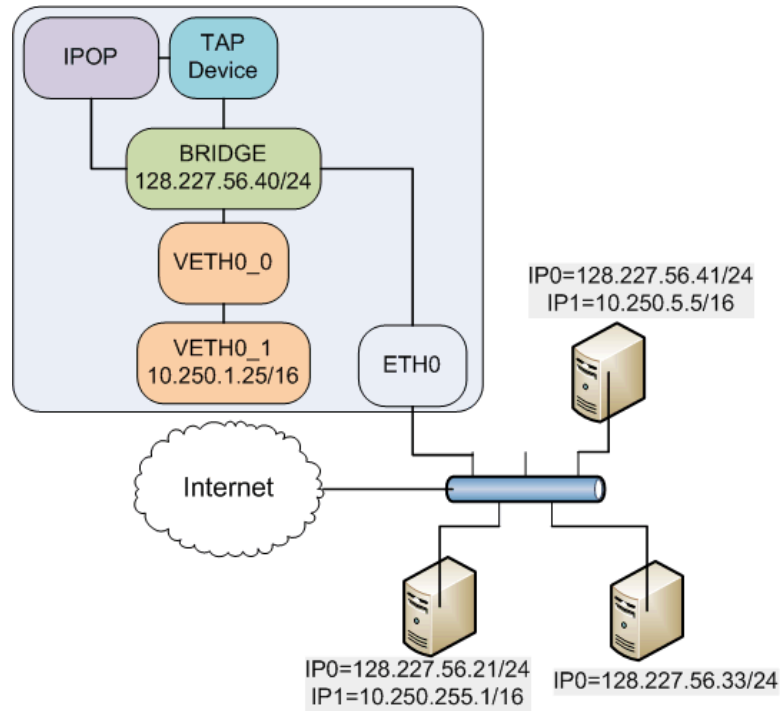 IPOP
TAP
Device
BRIDGE
128.227.56.40/24
VETH0_0
VETH0_1
10.250.1.25/16
ETH0
IP0=128.227.56.41/24
IP1=10.250.5.5/16
Internet
IP0=128.227.56.21/24
IP1=10.250.255.1/16
IP0=128.227.56.33/24